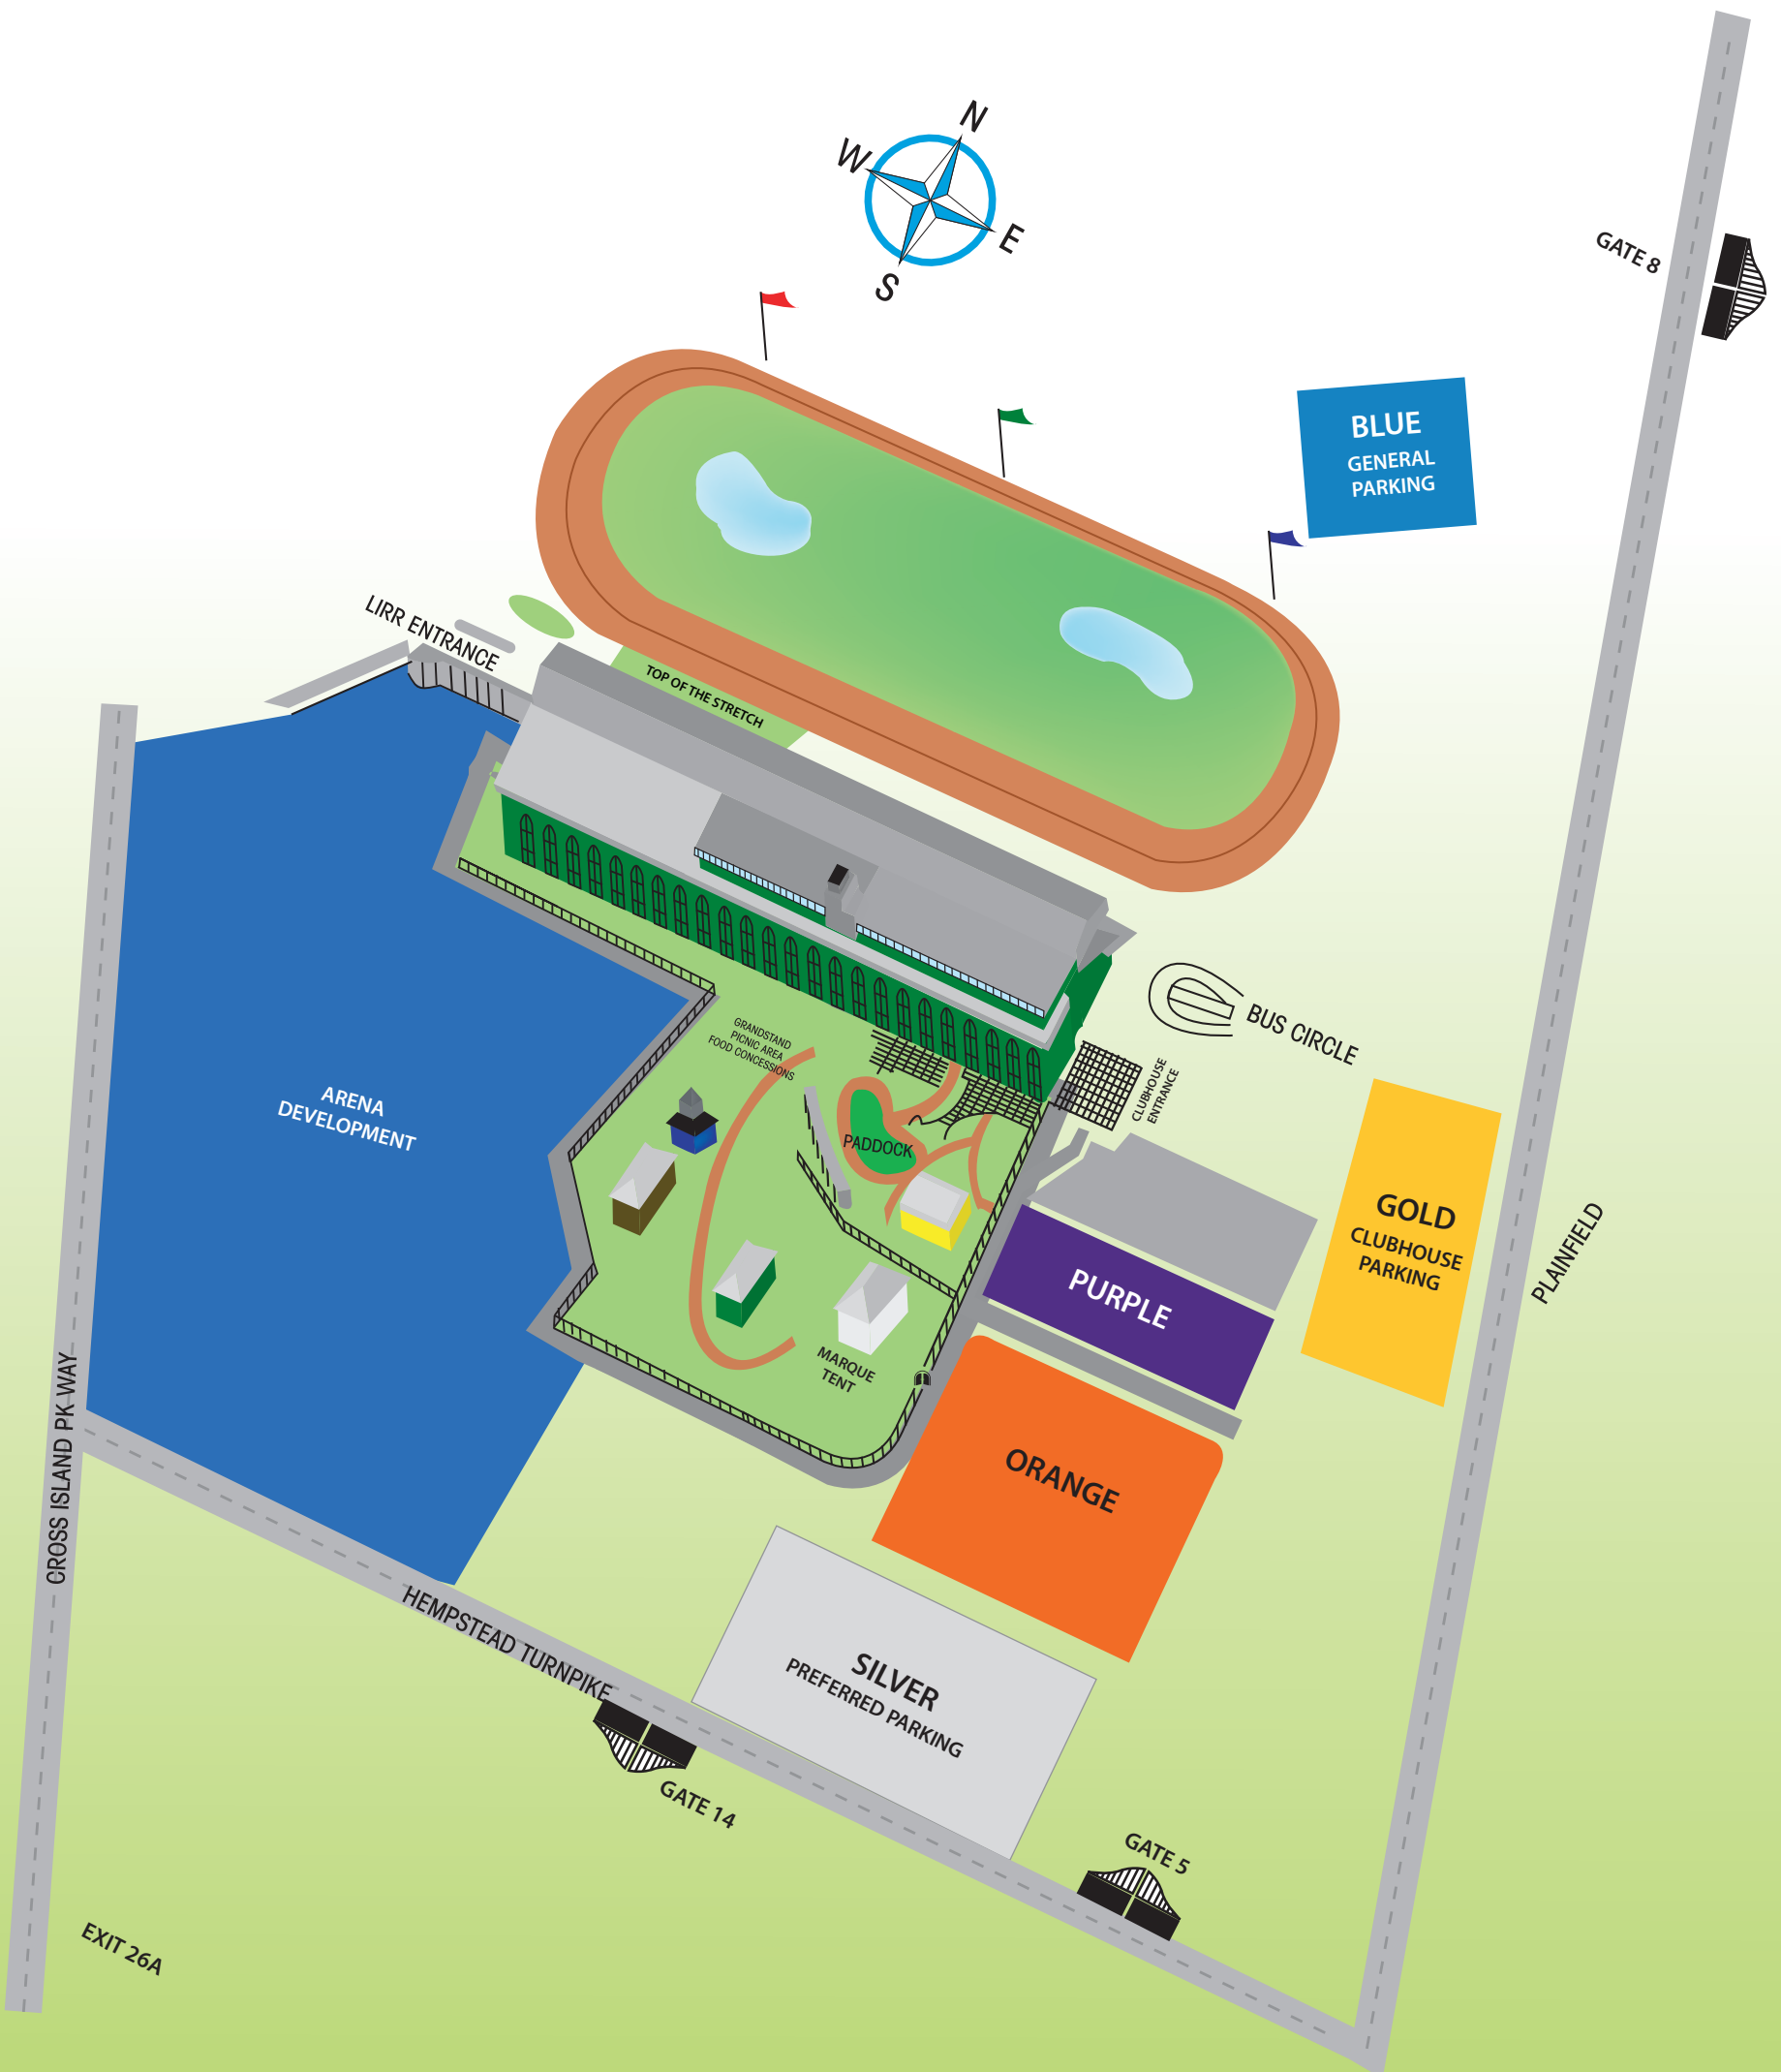 N
W
E
S
GATE 8
BLUE
GENERAL
PARKING
LIRR ENTRANCE
TOP OF THE STRETCH
BUS CIRCLE
GRANDSTAND
PICNIC AREA
FOOD CONCESSIONS
CLUBHOUSE
ENTRANCE
ARENA
DEVELOPMENT
PADDOCK
GOLD
CLUBHOUSE
PARKING
PLAINFIELD
PURPLE
MARQUE
TENT
CROSS ISLAND PK WAY
ORANGE
HEMPSTEAD TURNPIKE
SILVER
PREFERRED PARKING
GATE 14
GATE 5
EXIT 26A